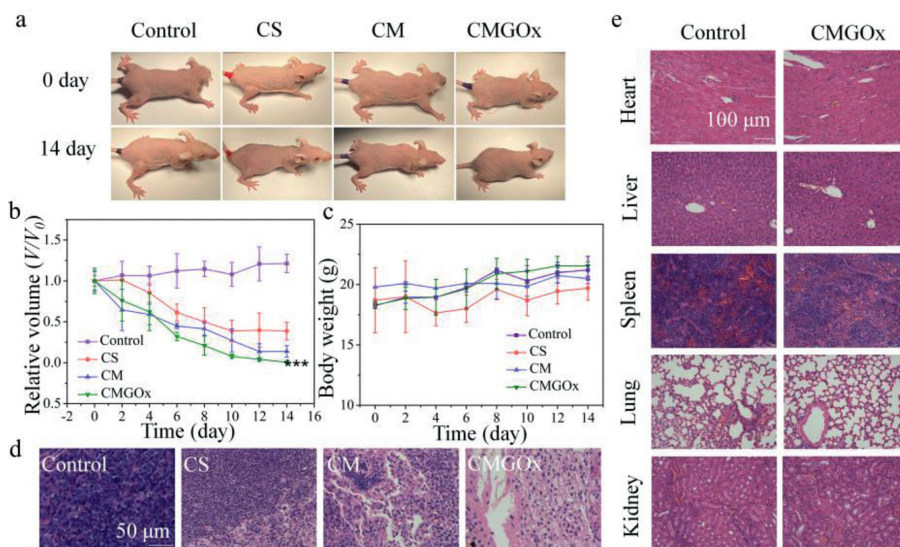 a
Control CS CM CMGOx
0 day
14 day
b
Relative volume (V/V0)
1.5
1.0
0.5
0.0
0.5
-2 0 2 4 6 8 10 12 14 16
Time (day)
Control
CS
CM
CMGOx
***
c
Body weight (g)
25
20
15
10
0 2 4 6 8 10 12 14
Time (day)
Control
CS
CM
CMGOx
d
Control CS CM CMGOx
50 μm
e
Control CMGOx
Heart
100 μm
Liver
Spleen
Lung
Kidney